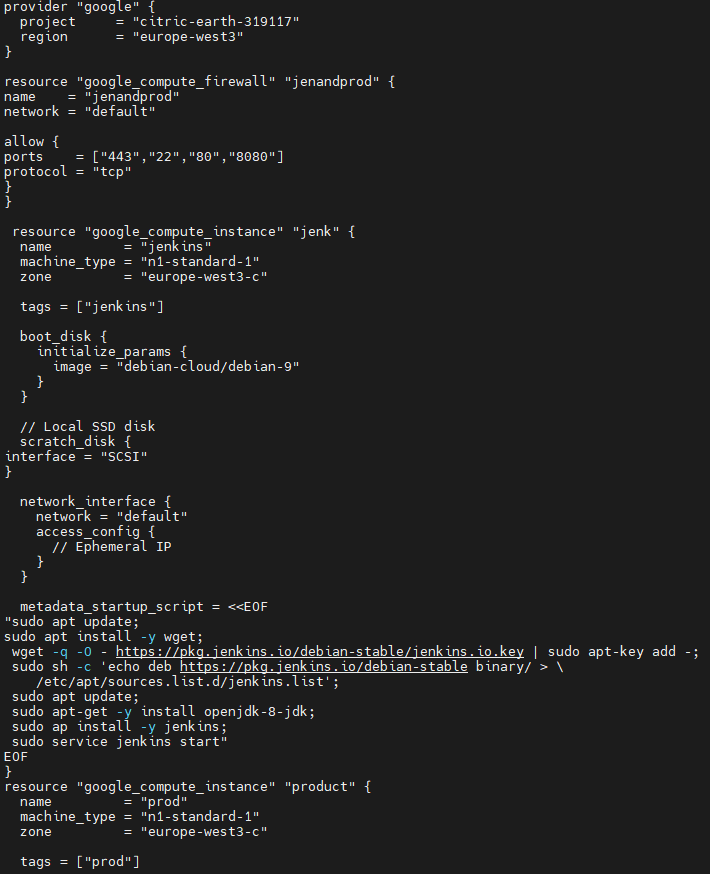 provider "google" {
  project     = "citric-earth-319117"
  region      = "europe-west3"
}

resource "google_compute_firewall" "jenandprod" {
name    = "jenandprod"
network = "default"

allow {
ports    = ["443","22","80","8080"]
protocol = "tcp"
}
}

 resource "google_compute_instance" "jenk" {
  name         = "jenkins"
  machine_type = "n1-standard-1"
  zone         = "europe-west3-c"

  tags = ["jenkins"]

  boot_disk {
    initialize_params {
      image = "debian-cloud/debian-9"
    }
  }

  // Local SSD disk
  scratch_disk {
interface = "SCSI"
}

  network_interface {
    network = "default"
    access_config {
      // Ephemeral IP
    }
  }

  metadata_startup_script = <<EOF
"sudo apt update;
sudo apt install -y wget;
 wget -q -O - https://pkg.jenkins.io/debian-stable/jenkins.io.key | sudo apt-key add -;
 sudo sh -c 'echo deb https://pkg.jenkins.io/debian-stable binary/ > \
    /etc/apt/sources.list.d/jenkins.list';
 sudo apt update;
 sudo apt-get -y install openjdk-8-jdk;
 sudo ap install -y jenkins;
 sudo service jenkins start"
EOF
}
resource "google_compute_instance" "product" {
  name         = "prod"
  machine_type = "n1-standard-1"
  zone         = "europe-west3-c"

  tags = ["prod"]